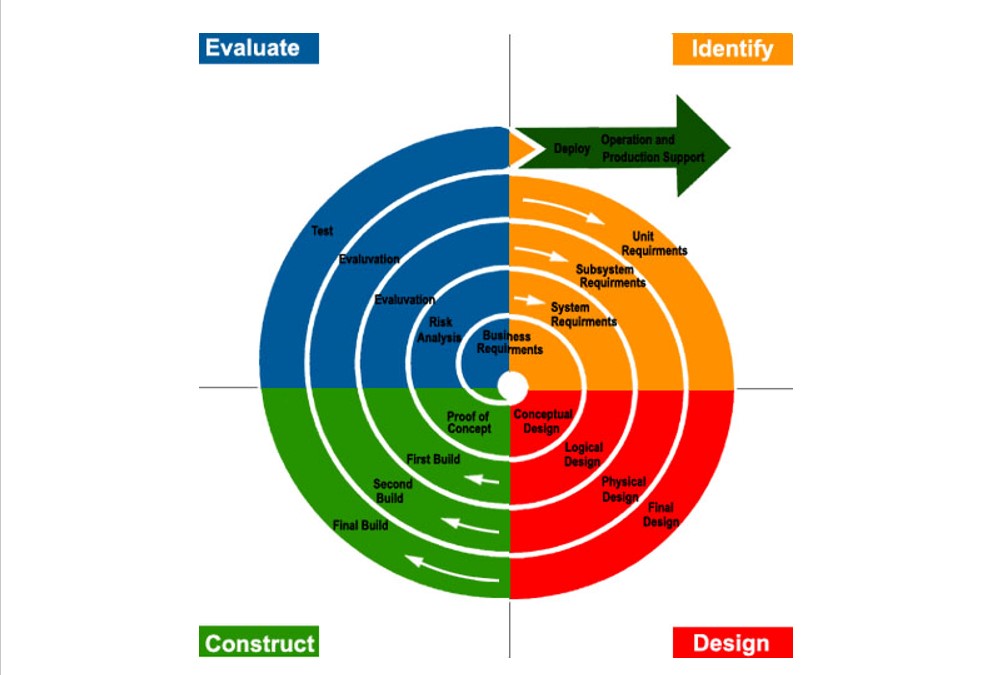 Evaluate
Identify
Deploy
Operation and
Production Support
Test
Evaluvation
Evaluvation
Risk
Analysis
Unit
Requirments
Subsystem
Requirments
System
Requirments
Business
Requirments
Proof of
Concept
First Build
Second
Build
Final Build
Conceptual
Design
Logical
Design
Physical
Design
Final
Design
Construct
Design